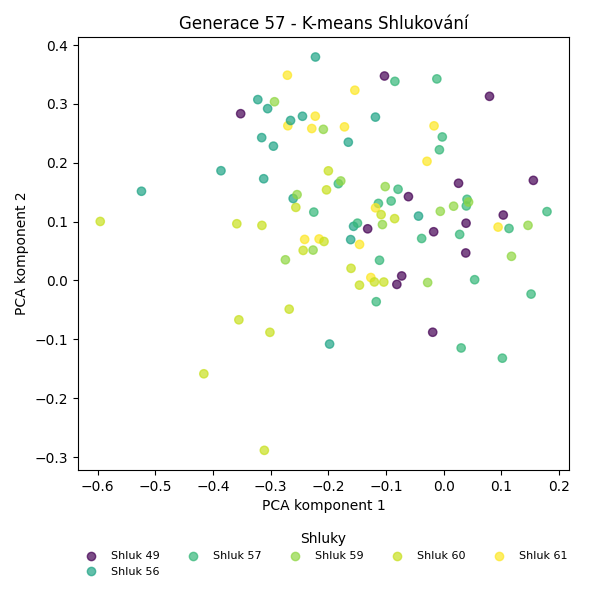 Generace 57 - K-means Shlukování
PCA komponent 2
0.4
0.3
0.2
0.1
0.0
−0.1
−0.2
−0.3
−0.6 −0.5 −0.4 −0.3 −0.2 −0.1 0.0 0.1 0.2
PCA komponent 1
Shluky
Shluk 49 Shluk 57 Shluk 59 Shluk 60 Shluk 61
Shluk 56